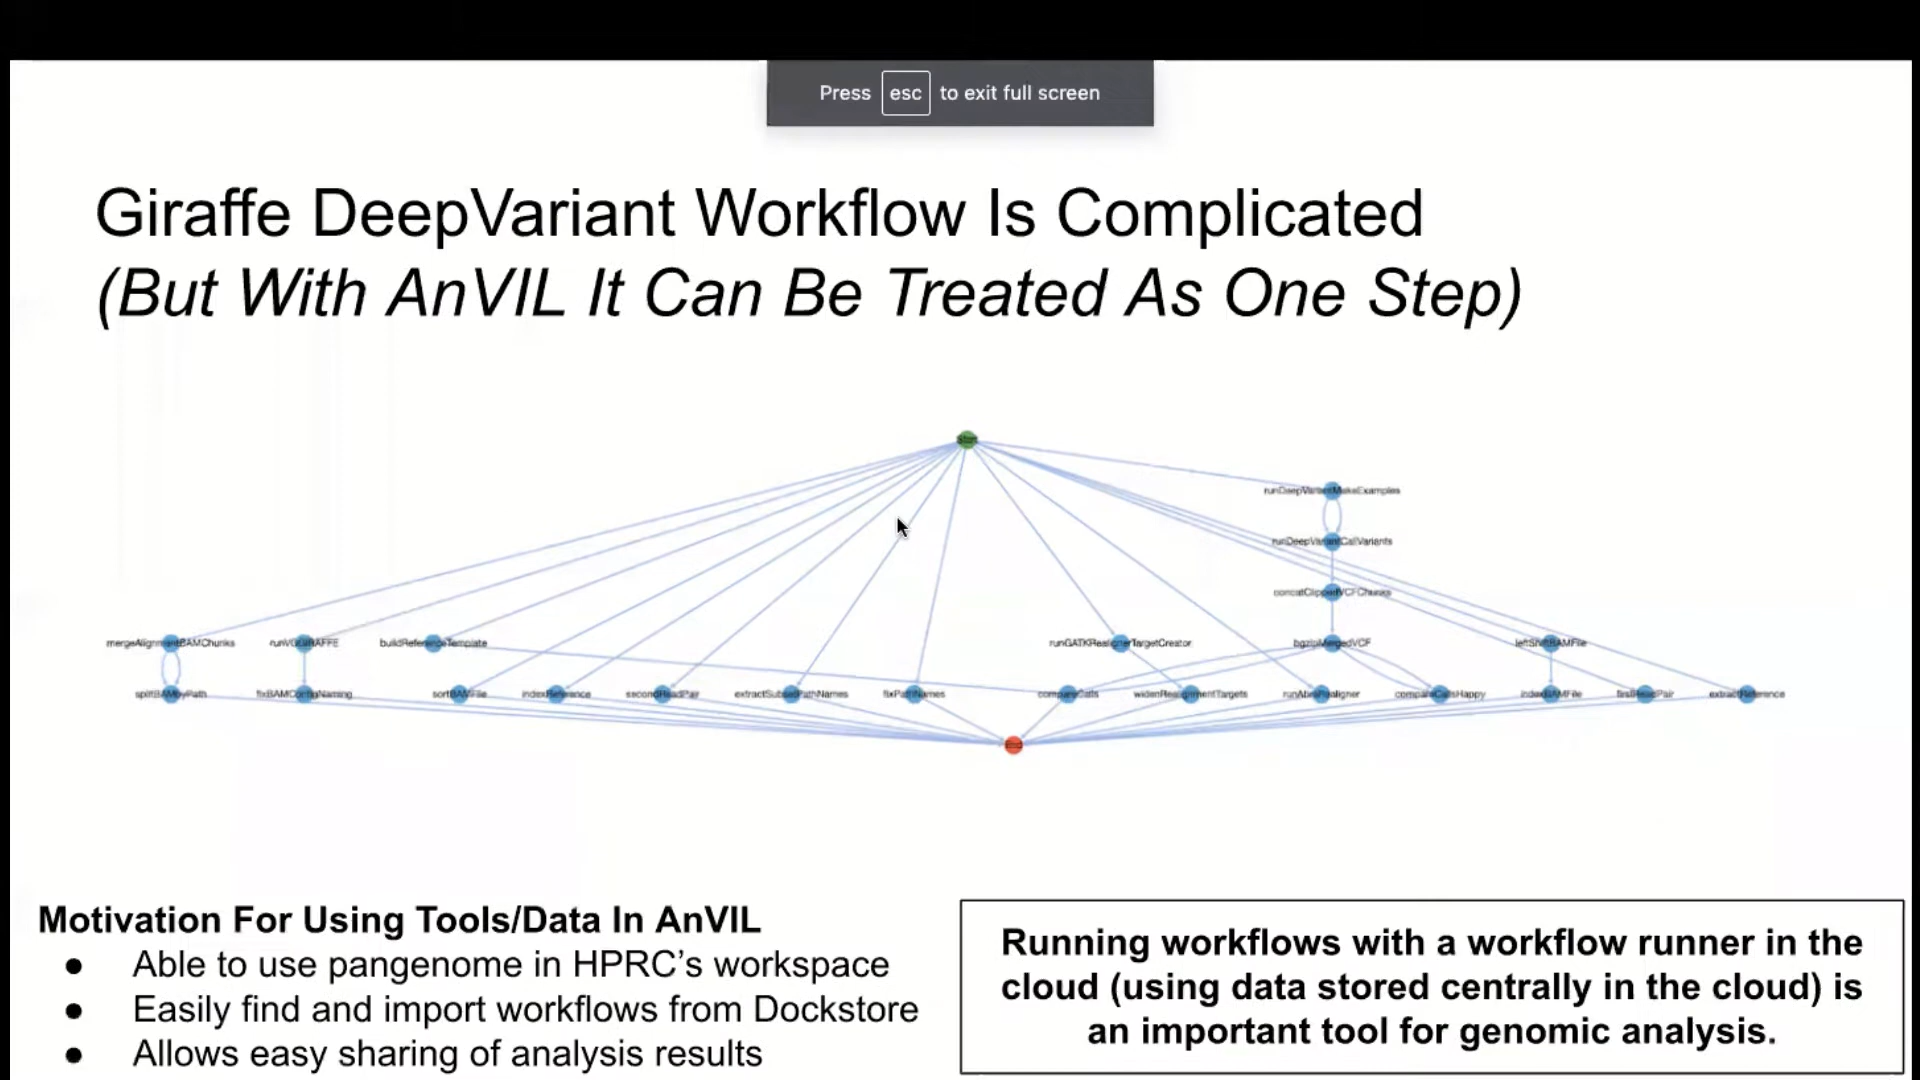 Press esc to exit full screen
Giraffe DeepVariant Workflow Is Complicated
(But With AnVIL It Can Be Treated As One Step)
Start
runDeepVariantMakeExamples
runDeepVariantCallVariants
concatClippedVCFChunks
mergeAlignmentBAMChunks runVGGIRAFFE buildReferenceTemplate runGATKRealignerTargetCreator bgzipMergedVCF leftShiftBAMFile
splitBAMbyPath fixBAMContigNaming sortBAMFile indexReference secondReadPair extractSubsetPathNames fixPathNames compareCalls widenRealignmentTargets runAbraRealigner compareCallsHappy indexBAMFile firstReadPair extractReference
End
Motivation For Using Tools/Data In AnVIL
● Able to use pangenome in HPRC’s workspace
● Easily find and import workflows from Dockstore
● Allows easy sharing of analysis results
Running workflows with a workflow runner in the
cloud (using data stored centrally in the cloud) is
an important tool for genomic analysis.